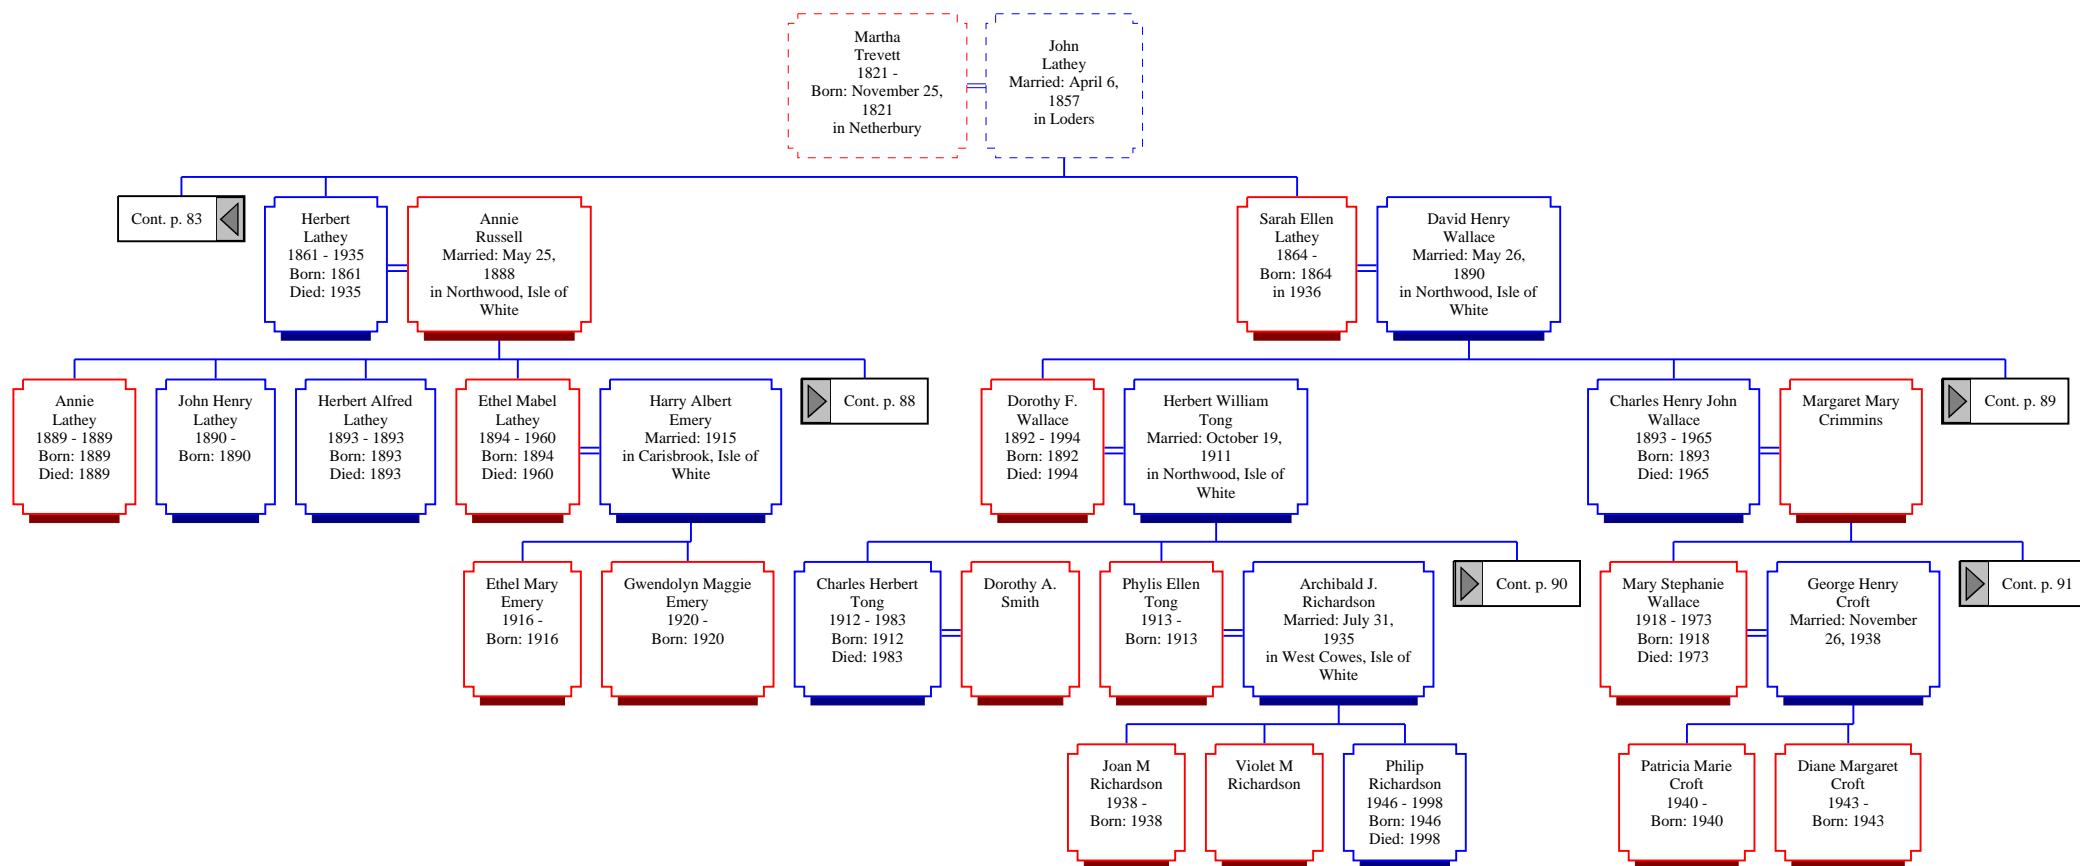 Martha
Trevett
1821 -
Born: November 25,
1821
in Netherbury
John
Lathey
Married: April 6,
1857
in Loders
Cont. p. 83
Herbert
Lathey
1861 - 1935
Born: 1861
Died: 1935
Annie
Russell
Married: May 25,
1888
in Northwood, Isle of
White
Sarah Ellen
Lathey
1864 -
Born: 1864
in 1936
David Henry
Wallace
Married: May 26,
1890
in Northwood, Isle of
White
Annie
Lathey
1889 - 1889
Born: 1889
Died: 1889
John Henry
Lathey
1890 -
Born: 1890
Herbert Alfred
Lathey
1893 - 1893
Born: 1893
Died: 1893
Ethel Mabel
Lathey
1894 - 1960
Born: 1894
Died: 1960
Harry Albert
Emery
Married: 1915
in Carisbrook, Isle of
White
Cont. p. 88
Dorothy F.
Wallace
1892 - 1994
Born: 1892
Died: 1994
Herbert William
Tong
Married: October 19,
1911
in Northwood, Isle of
White
Charles Henry John
Wallace
1893 - 1965
Born: 1893
Died: 1965
Margaret Mary
Crimmins
Cont. p. 89
Ethel Mary
Emery
1916 -
Born: 1916
Gwendolyn Maggie
Emery
1920 -
Born: 1920
Charles Herbert
Tong
1912 - 1983
Born: 1912
Died: 1983
Dorothy A.
Smith
Phylis Ellen
Tong
1913 -
Born: 1913
Archibald J.
Richardson
Married: July 31,
1935
in West Cowes, Isle of
White
Cont. p. 90
Mary Stephanie
Wallace
1918 - 1973
Born: 1918
Died: 1973
George Henry
Croft
Married: November
26, 1938
Cont. p. 91
Joan M
Richardson
1938 -
Born: 1938
Violet M
Richardson
Philip
Richardson
1946 - 1998
Born: 1946
Died: 1998
Patricia Marie
Croft
1940 -
Born: 1940
Diane Margaret
Croft
1943 -
Born: 1943